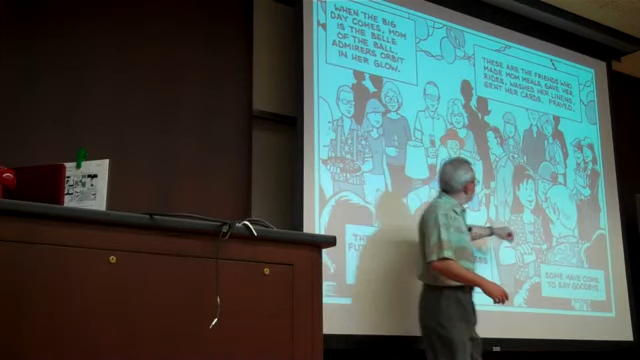 WHEN THE BIG
DAY COMES, MOM
IS THE BELLE
OF THE BALL.
ADMIRERS ORBIT
IN HER GLOW.
THESE ARE THE FRIENDS WHO
MADE MOM MEALS, GAVE HER
RIDES, WASHED HER LINENS,
SENT HER CARDS, PRAYED.
SOME HAVE COME
TO SAY GOODBYE.